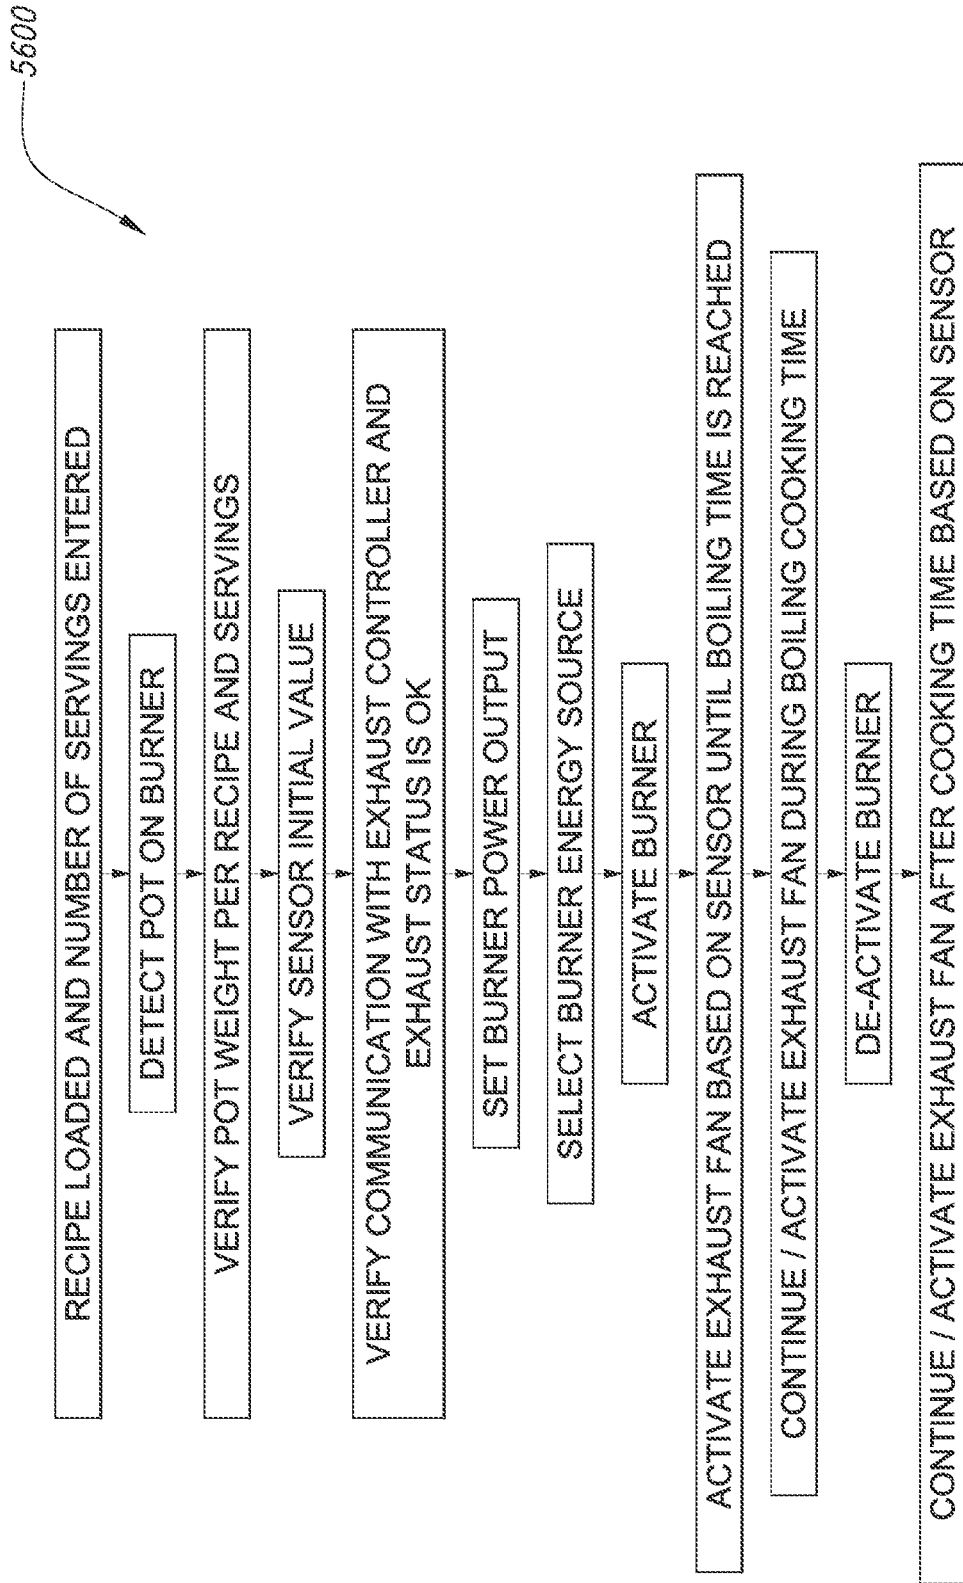 5600
RECIPE LOADED AND NUMBER OF SERVINGS ENTERED
DETECT POT ON BURNER
VERIFY POT WEIGHT PER RECIPE AND SERVINGS
VERIFY SENSOR INITIAL VALUE
VERIFY COMMUNICATION WITH EXHAUST CONTROLLER AND
EXHAUST STATUS IS OK
SET BURNER POWER OUTPUT
SELECT BURNER ENERGY SOURCE
ACTIVATE BURNER
ACTIVATE EXHAUST FAN BASED ON SENSOR UNTIL BOILING TIME IS REACHED
CONTINUE / ACTIVATE EXHAUST FAN DURING BOILING COOKING TIME
DE-ACTIVATE BURNER
CONTINUE / ACTIVATE EXHAUST FAN AFTER COOKING TIME BASED ON SENSOR